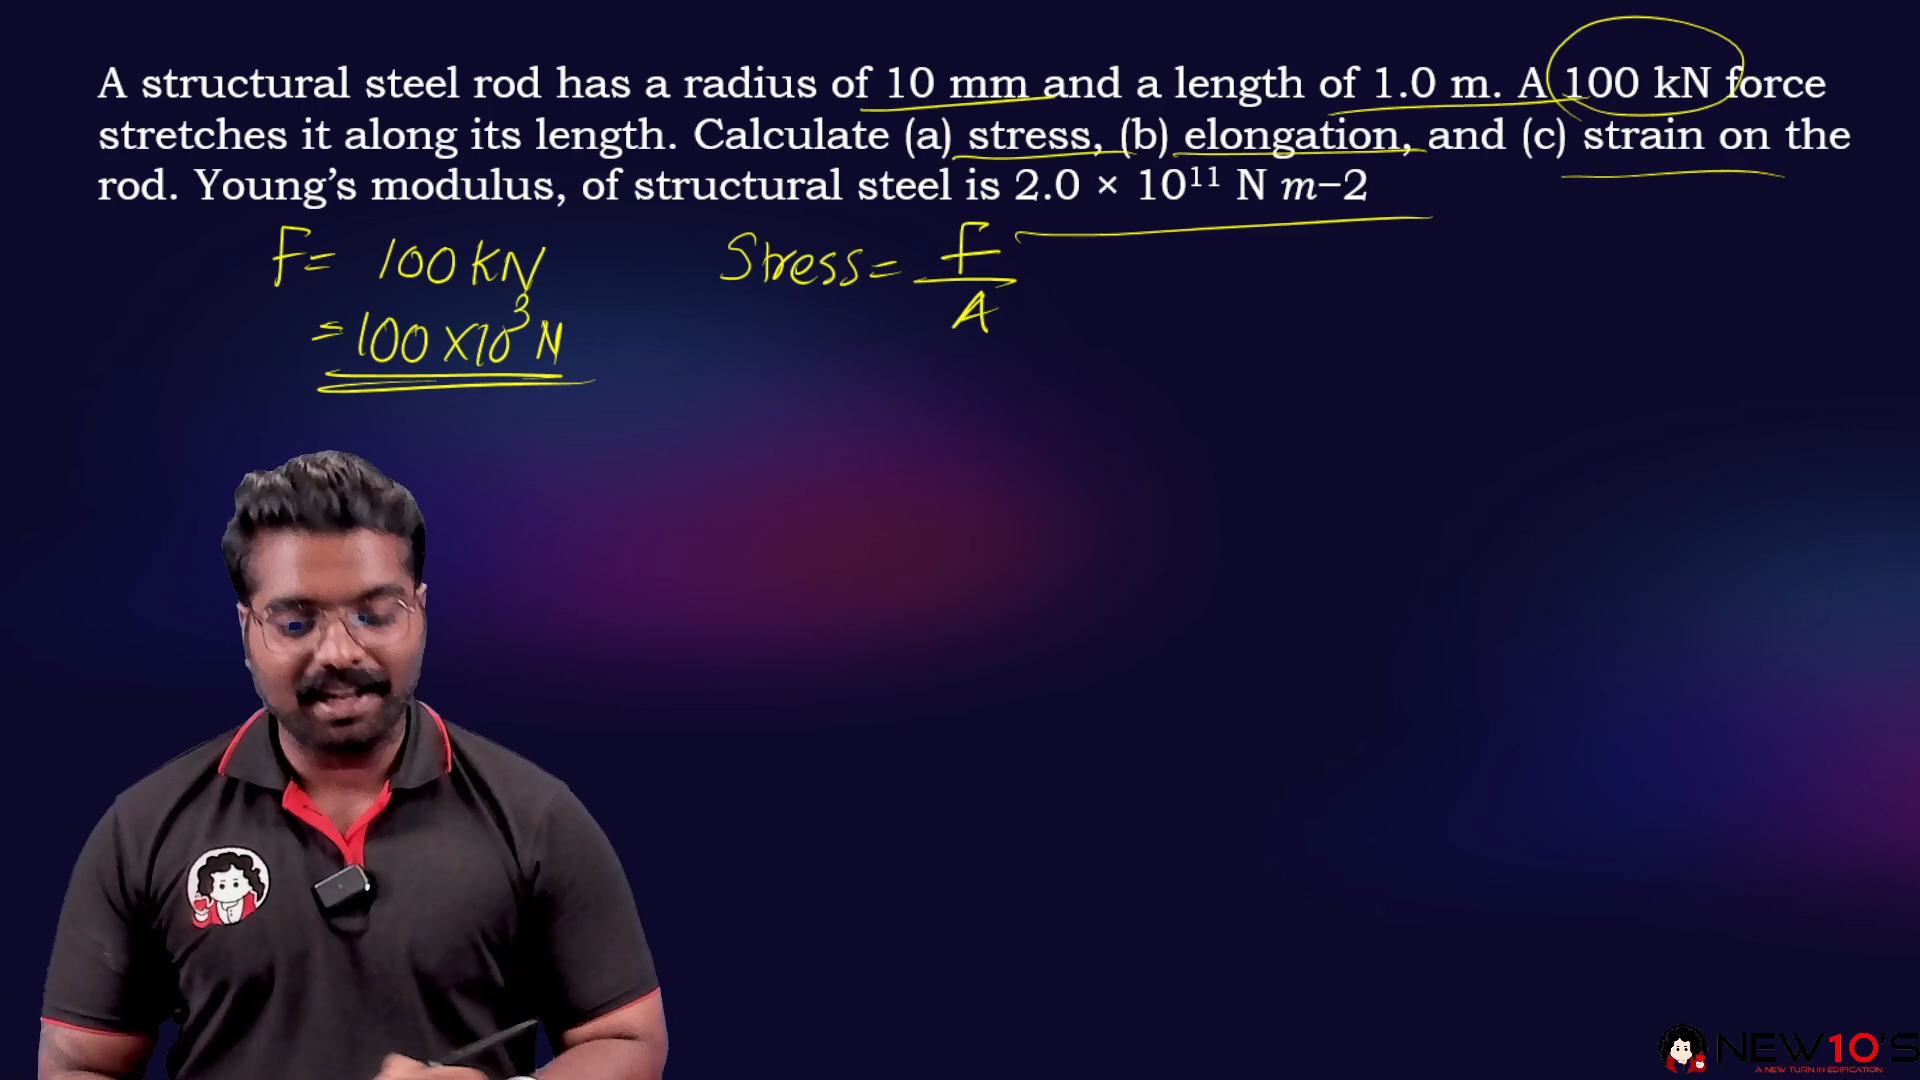 A structural steel rod has a radius of 10 mm and a length of 1.0 m. A 100 kN force
stretches it along its length. Calculate (a) stress, (b) elongation, and (c) strain on the
rod. Young’s modulus, of structural steel is 2.0 × 10¹¹ N m−2
F = 100 KN
= 100 × 10³ N
Stress = F
A
NEW10'S
A NEW TURN IN EDIFICATION